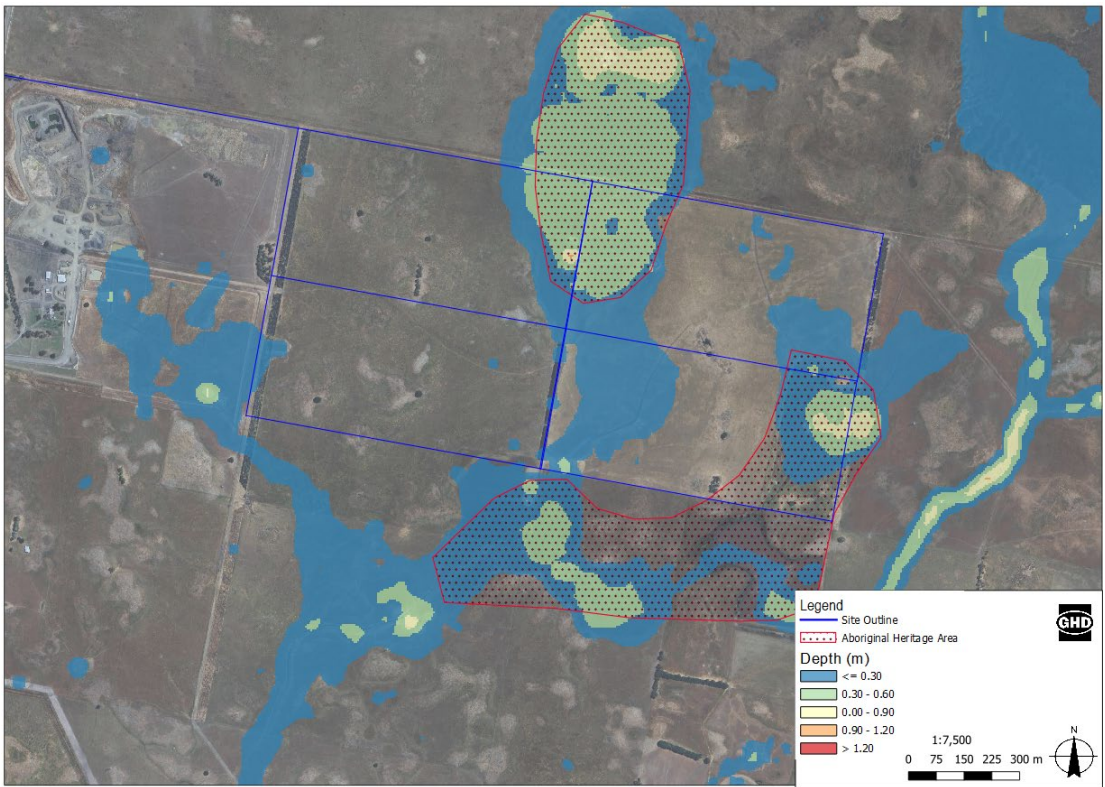 Legend
Site Outline
Aboriginal Heritage Area
Depth (m)
<= 0.30
0.30 - 0.60
0.00 - 0.90
0.90 - 1.20
> 1.20
GHD
1:7,500
0 75 150 225 300 m
N